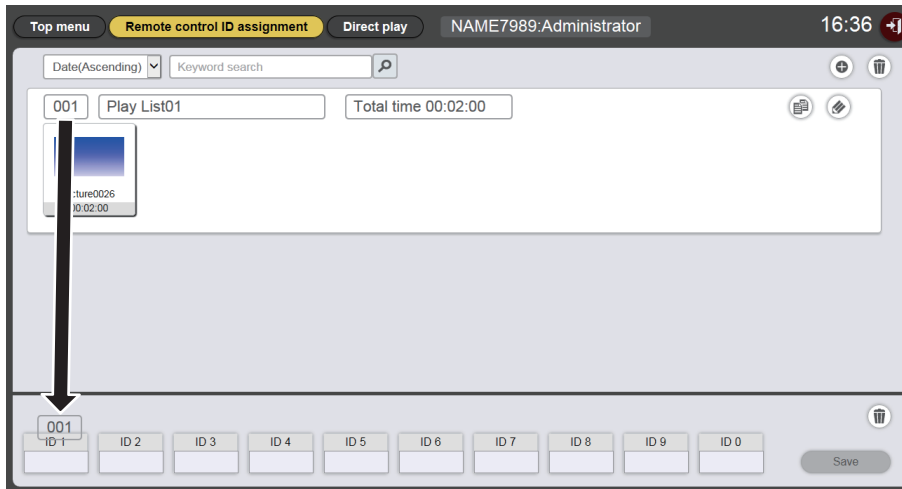 Top menu Remote control ID assignment Direct play NAME7989:Administrator 16:36
Date(Ascending) Keyword search
001 Play List01 Total time 00:02:00
cture0026
00:02:00
001
ID 1 ID 2 ID 3 ID 4 ID 5 ID 6 ID 7 ID 8 ID 9 ID 0
Save